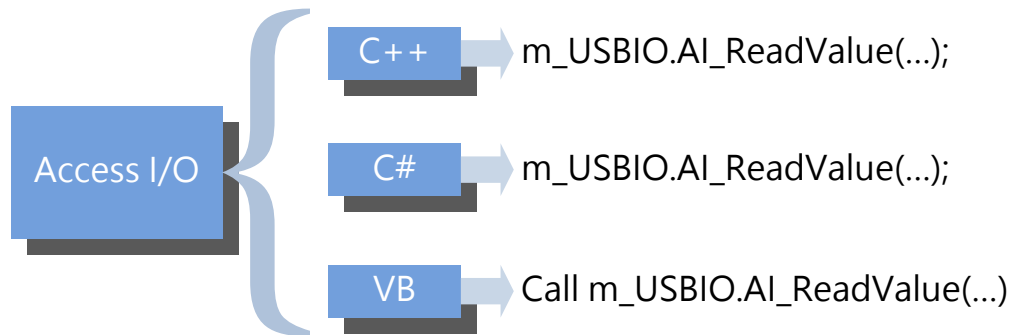 Access I/O
C++
m_USBIO.AI_ReadValue(...);
C#
m_USBIO.AI_ReadValue(...);
VB
Call m_USBIO.AI_ReadValue(...)